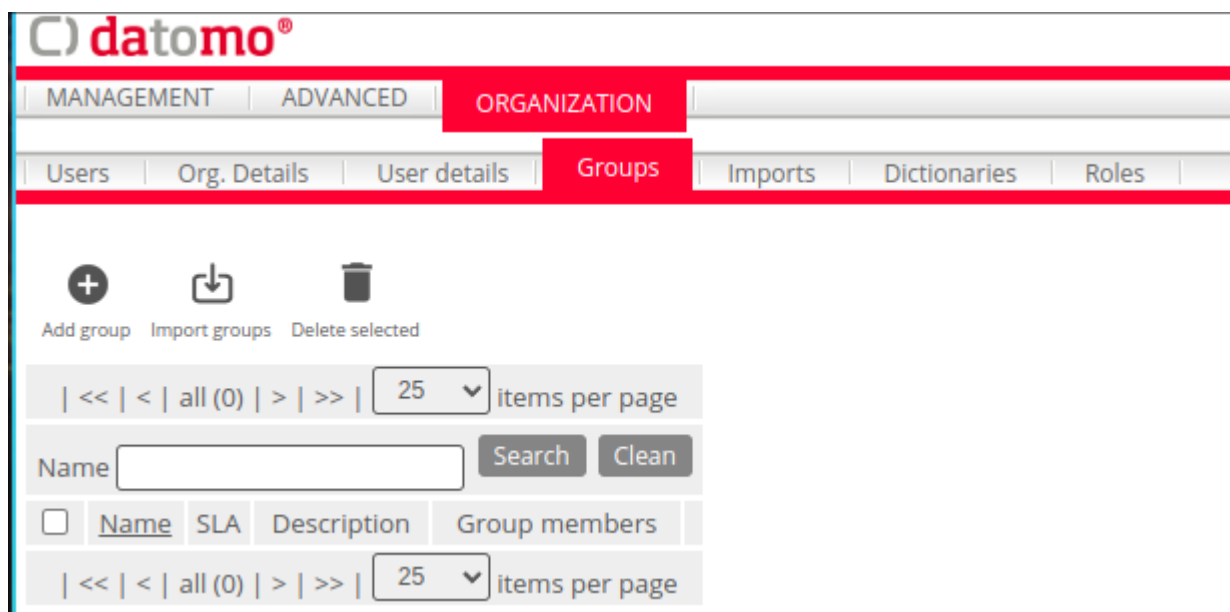 datomo®
MANAGEMENT ADVANCED ORGANIZATION
Users Org. Details User details Groups Imports Dictionaries Roles
Add group Import groups Delete selected
| << | < | all (0) | > | >> | 25 items per page
Name Search Clean
Name SLA Description Group members
| << | < | all (0) | > | >> | 25 items per page